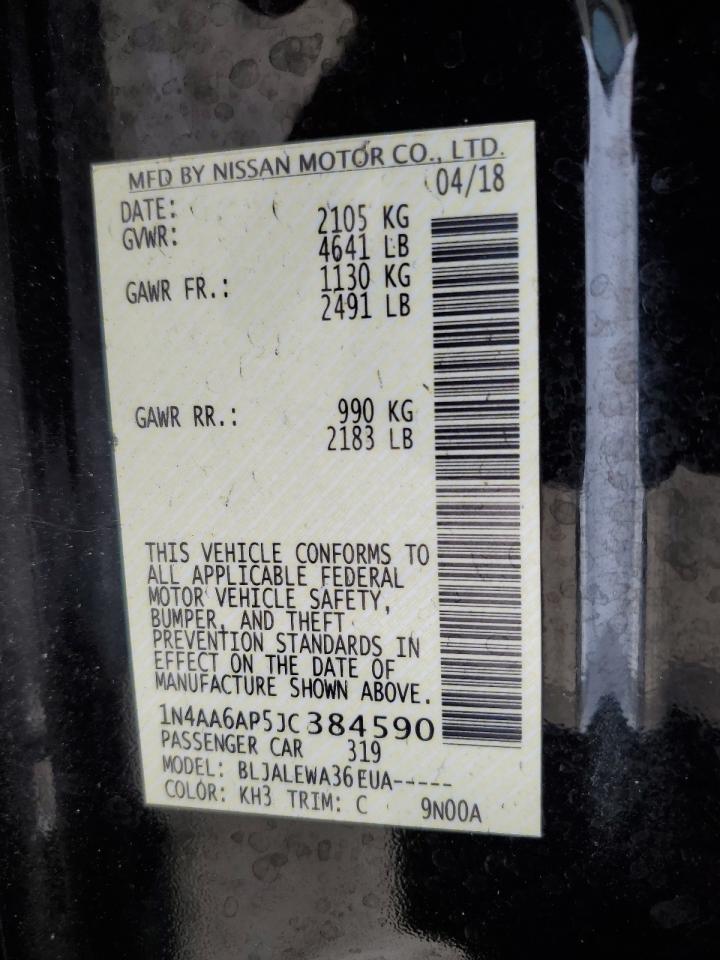 MFD BY NISSAN MOTOR CO., LTD.
DATE: 04/18
GVWR: 2105 KG
4641 LB
GAWR FR.: 1130 KG
2491 LB
GAWR RR.: 990 KG
2183 LB
THIS VEHICLE CONFORMS TO
ALL APPLICABLE FEDERAL
MOTOR VEHICLE SAFETY,
BUMPER, AND THEFT
PREVENTION STANDARDS IN
EFFECT ON THE DATE OF
MANUFACTURE SHOWN ABOVE.
1N4AA6AP5JC384590
PASSENGER CAR 319
MODEL: BLJALEWA36EUA-----
COLOR: KH3 TRIM: C 9N00A